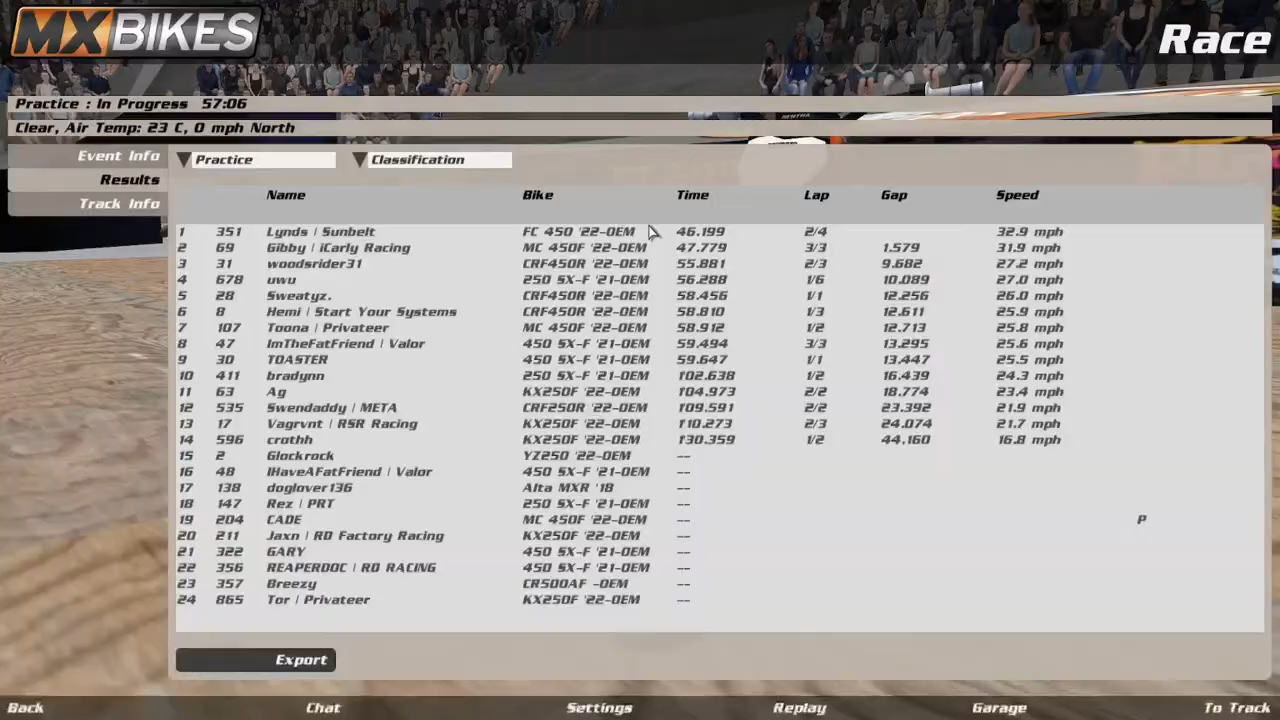 MXBIKES
Race
Practice : In Progress 57:06
Clear, Air Temp: 23 C, 0 mph North
Event Info
Results
Track Info
Practice Classification
Name Bike Time Lap Gap Speed
1 351 Lynds | Sunbelt FC 450 '22-OEM 46.199 2/4 32.9 mph
2 69 Gibby | iCarly Racing MC 450F '22-OEM 47.779 3/3 1.579 31.9 mph
3 31 woodsrider31 CRF450R '22-OEM 55.881 2/3 9.682 27.2 mph
4 678 uwu 250 SX-F '21-OEM 56.288 1/6 10.089 27.0 mph
5 28 Sweatyz. CRF450R '22-OEM 58.456 1/1 12.256 26.0 mph
6 8 Hemi | Start Your Systems CRF450R '22-OEM 58.810 1/3 12.611 25.9 mph
7 107 Toona | Privateer MC 450F '22-OEM 58.912 1/2 12.713 25.8 mph
8 47 ImTheFatFriend | Valor 450 SX-F '21-OEM 59.494 3/3 13.295 25.6 mph
9 30 TOASTER 450 SX-F '21-OEM 59.647 1/1 13.447 25.5 mph
10 411 bradynn 250 SX-F '21-OEM 1'02.638 1/2 16.439 24.3 mph
11 63 Ag KX250F '22-OEM 1'04.973 2/2 18.774 23.4 mph
12 535 Swendaddy | META CRF250R '22-OEM 1'09.591 2/2 23.392 21.9 mph
13 17 Vagrvnt | RSR Racing KX250F '22-OEM 1'10.273 2/3 24.074 21.7 mph
14 596 crathh KX250F '22-OEM 1'30.359 1/2 44.160 16.8 mph
15 2 Glockrock YZ250 '22-OEM --
16 48 IHaveAFatFriend | Valor 450 SX-F '21-OEM --
17 138 doglover136 Alta MXR '18 --
18 147 Rez | PRT 250 SX-F '21-OEM --
19 204 CADE MC 450F '22-OEM -- P
20 211 Jaxn | RD Factory Racing KX250F '22-OEM --
21 322 GARY 450 SX-F '21-OEM --
22 356 REAPERDOC | RD RACING 450 SX-F '21-OEM --
23 357 Breezy CR500AF -OEM --
24 865 Tor | Privateer KX250F '22-OEM --
Export
Back Chat Settings Replay Garage To Track